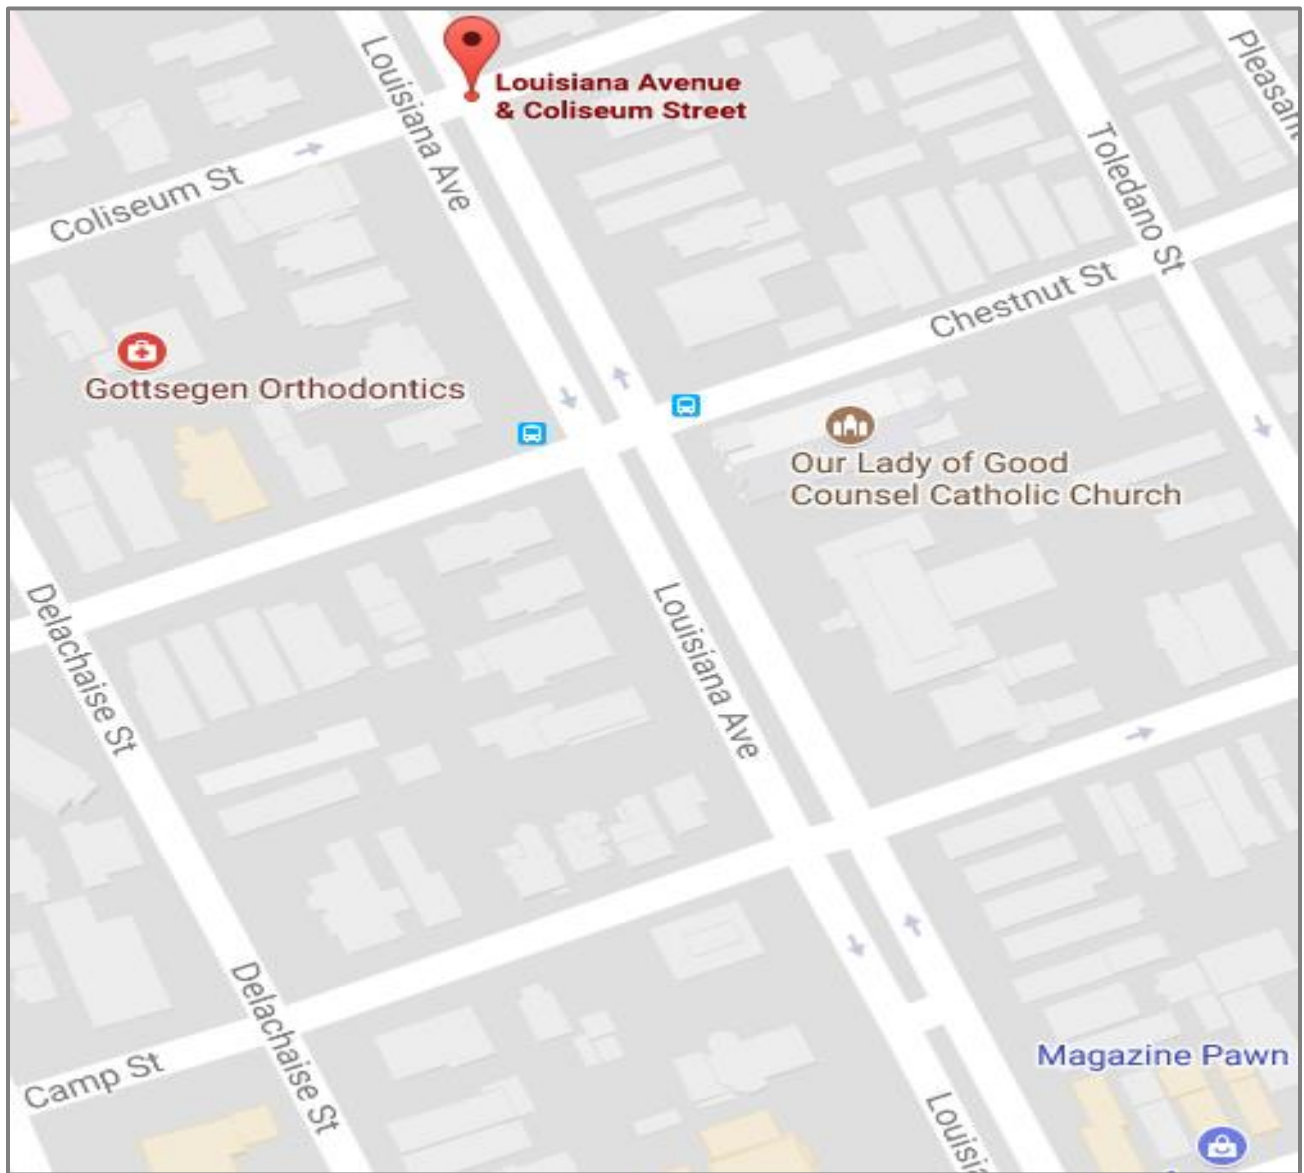 Louisiana Ave
Louisiana Avenue
& Coliseum Street
Pleasant
Toledano St
Coliseum St
Chestnut St
Gottsegen Orthodontics
Our Lady of Good
Counsel Catholic Church
Delachaise St
Louisiana Ave
Delachaise St
Magazine Pawn
Camp St
Louisia